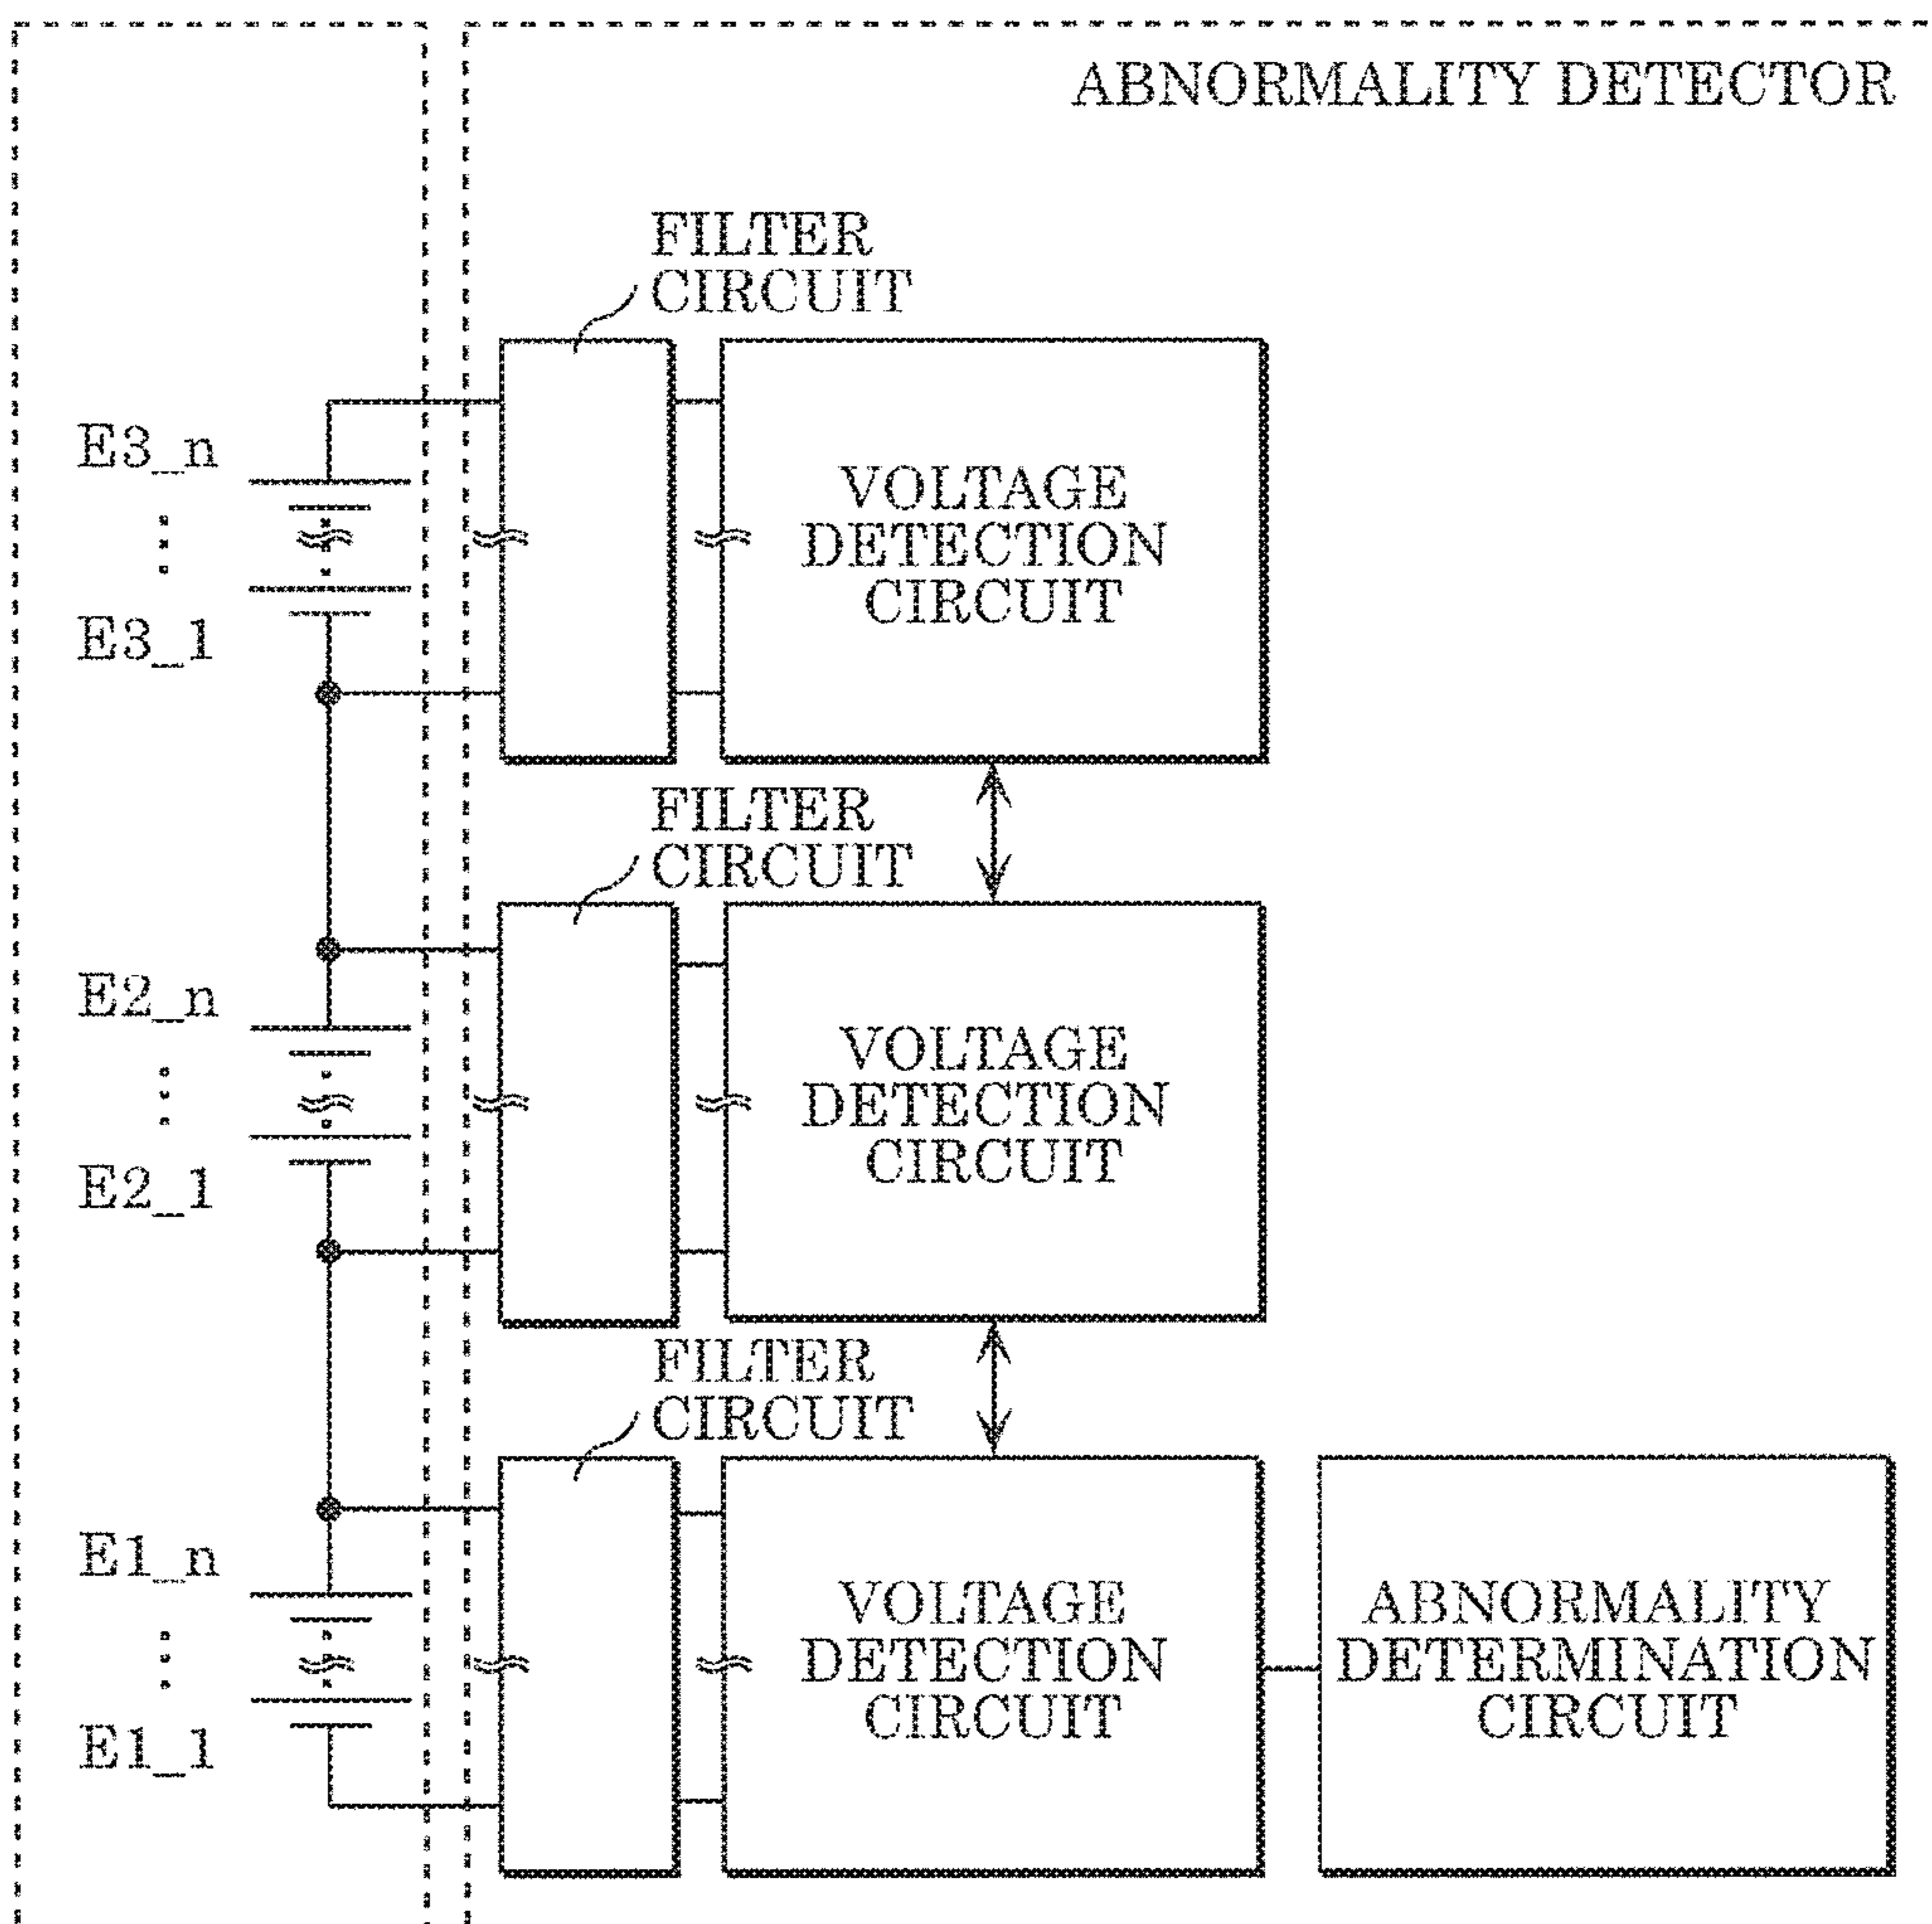 ABNORMALITY DETECTOR
FILTER
CIRCUIT
E3_n
E3_1
VOLTAGE
DETECTION
CIRCUIT
FILTER
CIRCUIT
E2_n
E2_1
VOLTAGE
DETECTION
CIRCUIT
FILTER
CIRCUIT
E1_n
E1_1
VOLTAGE
DETECTION
CIRCUIT
ABNORMALITY
DETERMINATION
CIRCUIT